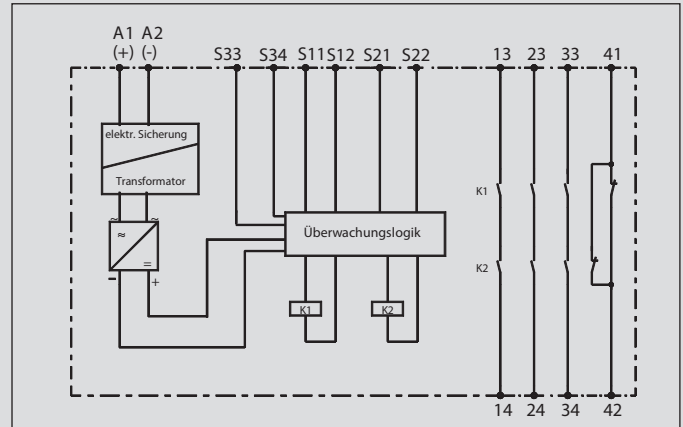 A1 A2
(+) (-) S33 S34 S11 S12 S21 S22 13 23 33 41
elektr. Sicherung
Transformator
~ ~
≈
=
− +
Überwachungslogik
K1 K2
K1
K2
14 24 34 42